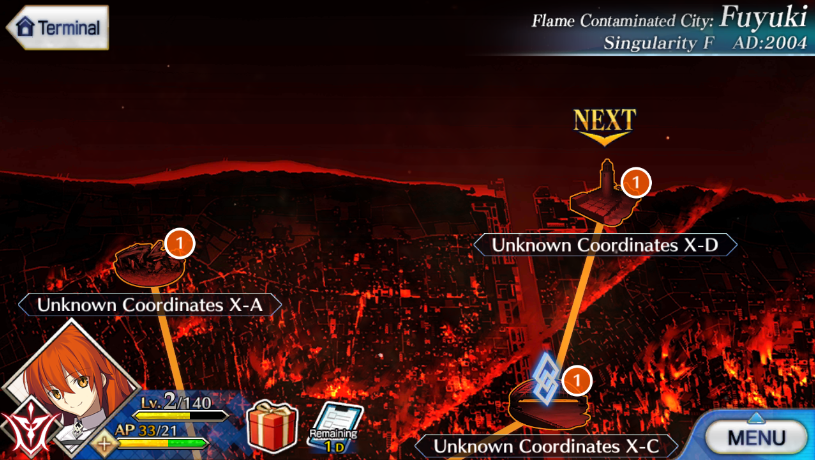 Terminal
Flame Contaminated City: Fuyuki
Singularity F AD:2004
NEXT
1
Unknown Coordinates X-D
1
Unknown Coordinates X-A
1
Unknown Coordinates X-C
Lv. 2/140
AP 33/21
Remaining
1D
MENU